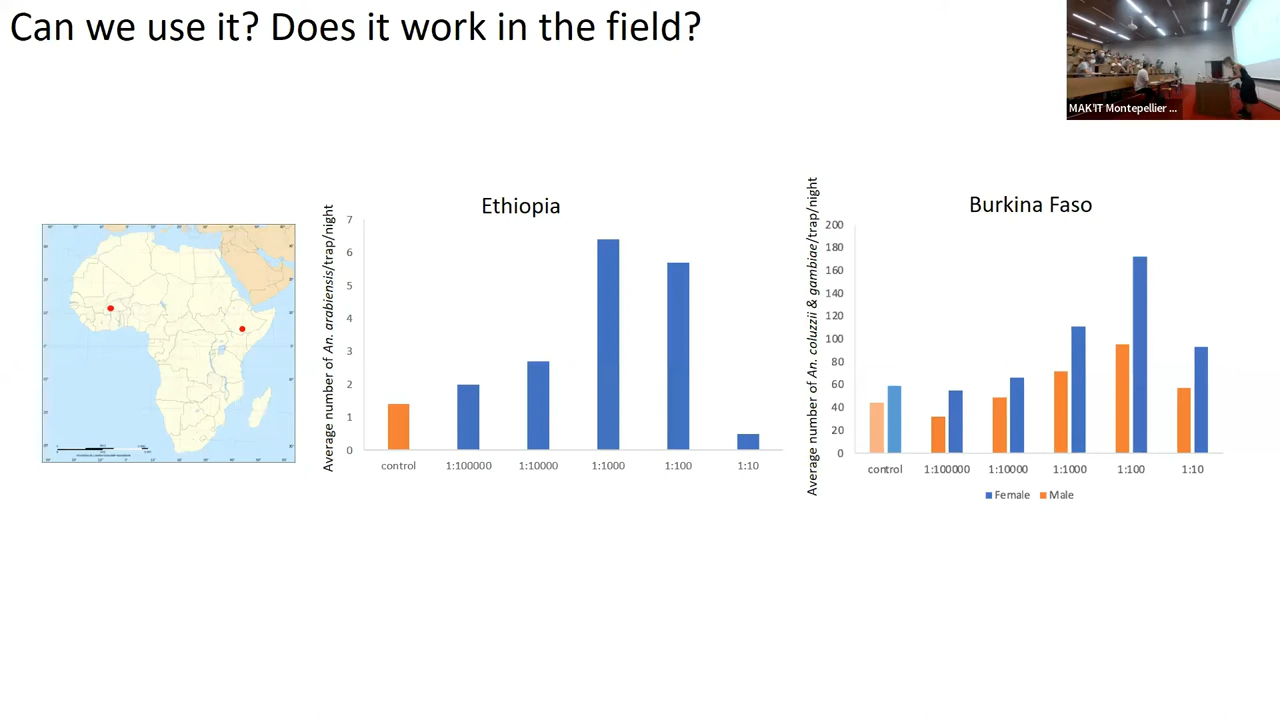 Can we use it? Does it work in the field?
MAK'IT Montepellier ...
Ethiopia
Average number of An. arabiensis/trap/night
7
6
5
4
3
2
1
0
control
1:100000
1:10000
1:1000
1:100
1:10
Burkina Faso
Average number of An. coluzzii & gambiae/trap/night
200
180
160
140
120
100
80
60
40
20
0
control
1:100000
1:10000
1:1000
1:100
1:10
Female
Male